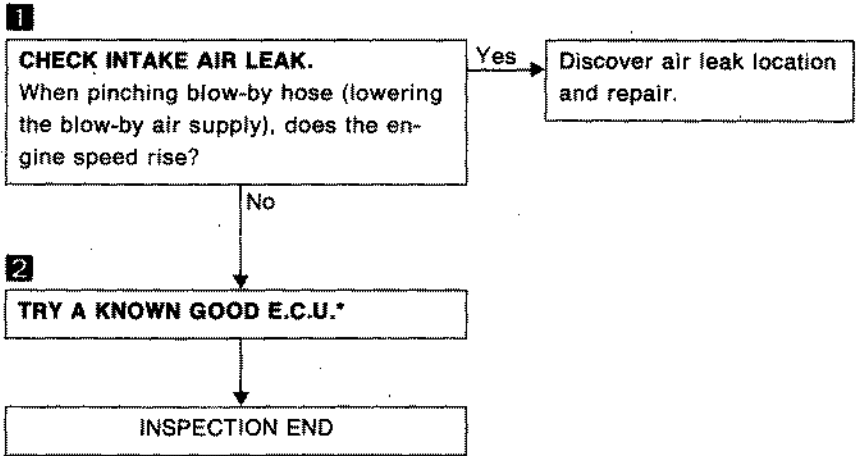 1
CHECK INTAKE AIR LEAK.
When pinching blow-by hose (lowering
the blow-by air supply), does the en-
gine speed rise?
Yes
Discover air leak location
and repair.
No
2
TRY A KNOWN GOOD E.C.U.*
INSPECTION END